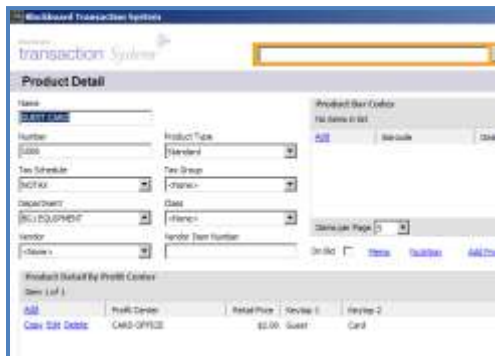 Blackboard Transaction System
transaction System
Product Detail
Name
GUEST CARD
Number
Product Type
Standard
Tax Schedule
Tax Group
NOTAX
<None>
Department
Class
<None>
Vendor
Vendor Item Number
<None>
Product Bar Codes
No items in list
Add
Barcode
Items per Page 5
On Bid
Menu
Nutrition
Product Detail By Profit Center
Item 1 of 1
Add
Profit Center
Retail Price
Keytop 1
Keytop 2
Copy Edit Delete
CARD OFFICE
Guest
Card